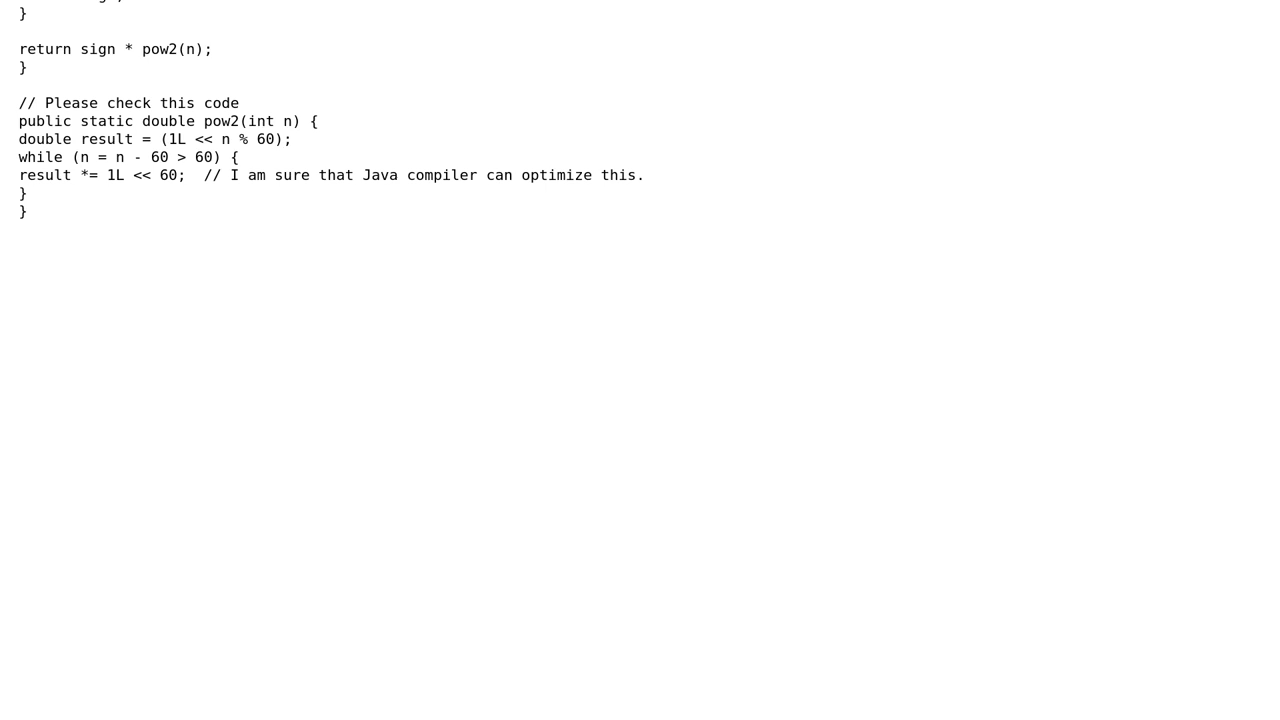 }
return sign * pow2(n);
}
// Please check this code
public static double pow2(int n) {
double result = (1L << n % 60);
while (n = n - 60 > 60) {
result *= 1L << 60;  // I am sure that Java compiler can optimize this.
}
}